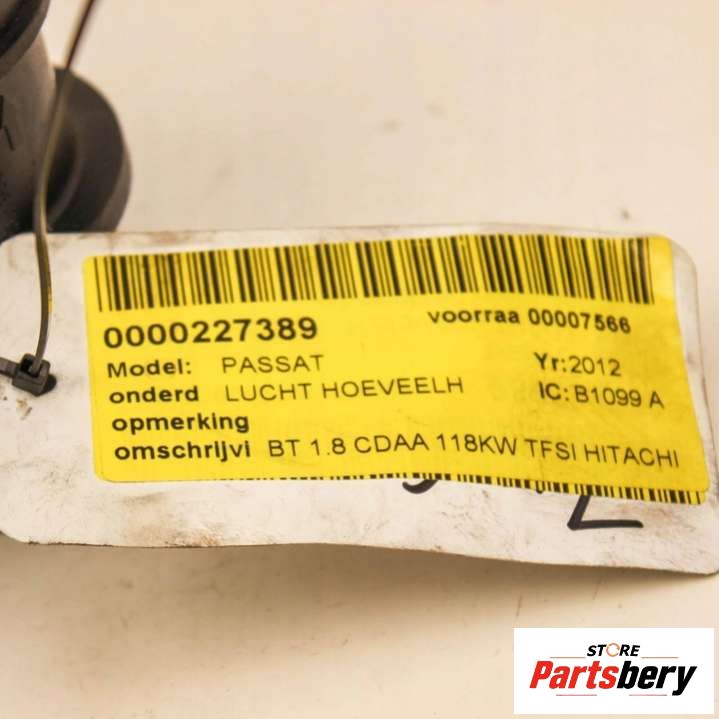 0000227389 voorraa 00007566
Model: PASSAT Yr:2012
onderd LUCHT HOEVEELH IC: B1099 A
opmerking
omschrijvi BT 1.8 CDAA 118KW TFSI HITACHI
STORE
Partsbery